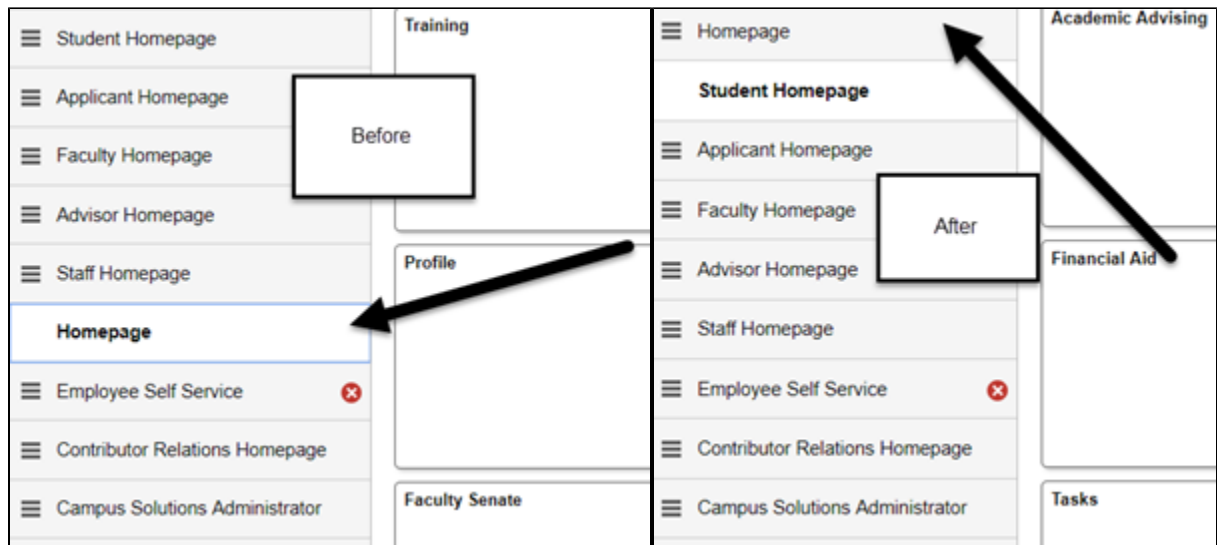 Student Homepage
Applicant Homepage
Faculty Homepage
Advisor Homepage
Staff Homepage
Homepage
Employee Self Service
Contributor Relations Homepage
Campus Solutions Administrator
Before
Training
Profile
Faculty Senate
Homepage
Student Homepage
Applicant Homepage
Faculty Homepage
Advisor Homepage
Staff Homepage
Employee Self Service
Contributor Relations Homepage
Campus Solutions Administrator
After
Academic Advising
Financial Aid
Tasks